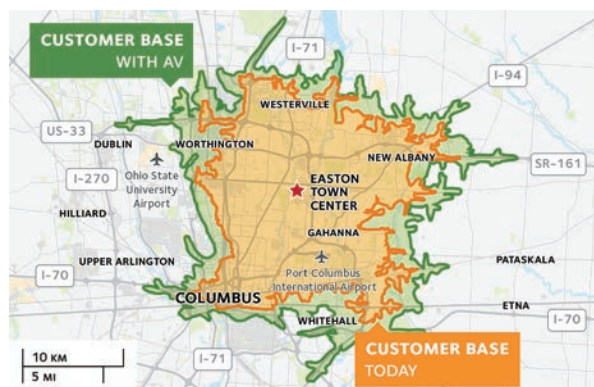 CUSTOMER BASE
WITH AV
I-71
I-94
WESTERVILLE
US-33
DUBLIN
WORTHINGTON
NEW ALBANY
SR-161
Ohio State
University
Airport
I-270
EASTON
TOWN
CENTER
HILLIARD
GAHANNA
UPPER ARLINGTON
PATASKALA
I-70
Port Columbus
International Airport
COLUMBUS
ETNA
WHITEHALL
I-70
10 KM
5 MI
I-71
CUSTOMER BASE
TODAY